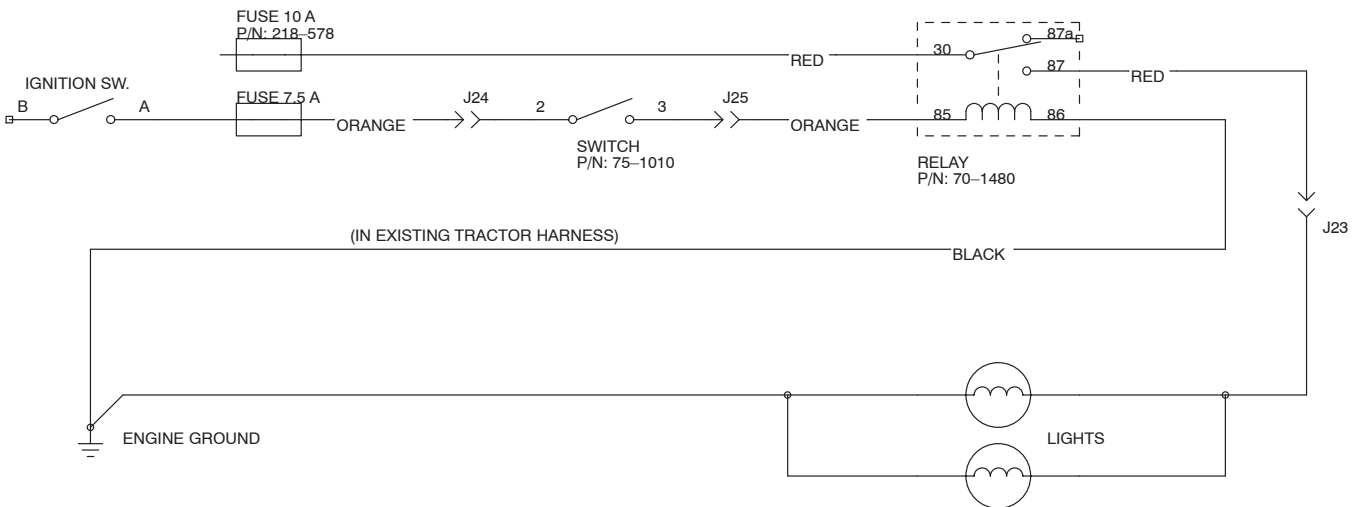 FUSE 10 A
P/N: 218–578
87a
30
RED
87
RED
IGNITION SW.
B
A
FUSE 7.5 A
ORANGE
J24
2
3
J25
ORANGE
85
86
SWITCH
P/N: 75–1010
RELAY
P/N: 70–1480
J23
(IN EXISTING TRACTOR HARNESS)
BLACK
ENGINE GROUND
LIGHTS